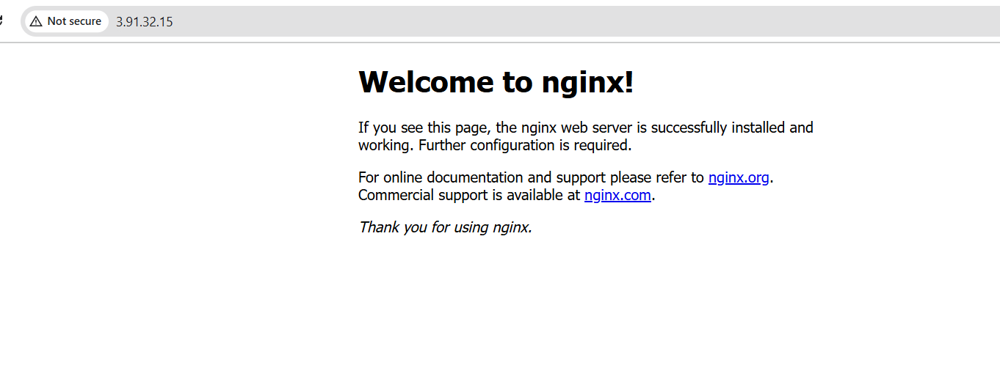 Not secure 3.91.32.15
Welcome to nginx!
If you see this page, the nginx web server is successfully installed and
working. Further configuration is required.
For online documentation and support please refer to nginx.org.
Commercial support is available at nginx.com.
Thank you for using nginx.